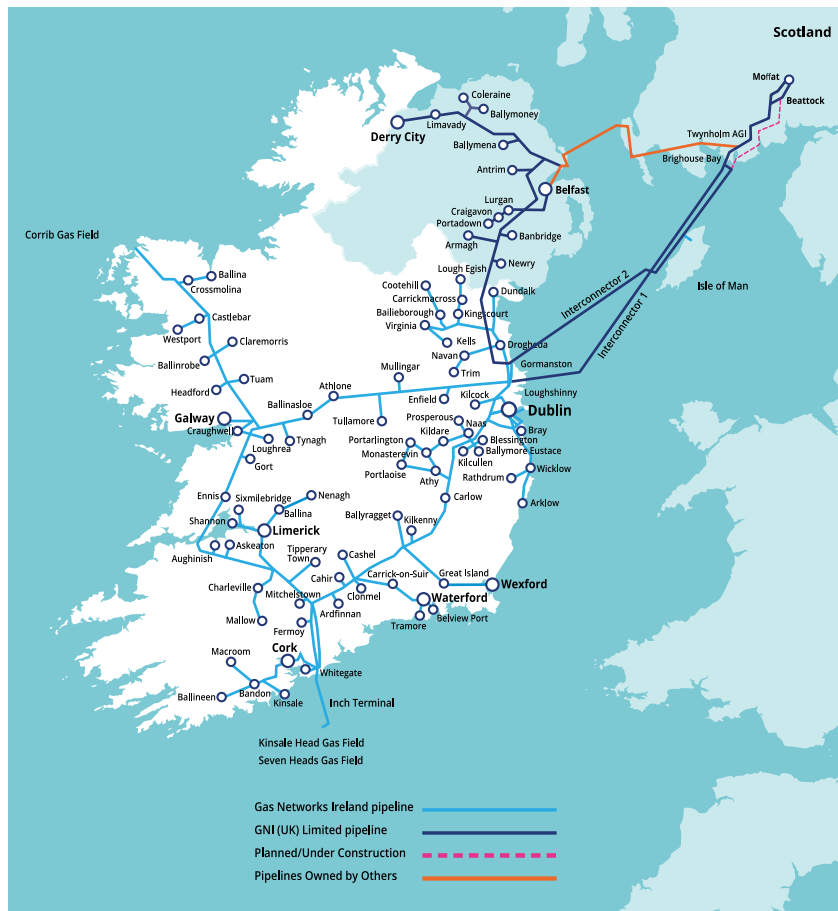 Scotland
Moffat
Beattock
Coleraine
Ballymoney
Limavady
Derry City
Twynholm AGI
Ballymena
Brighouse Bay
Antrim
Belfast
Lurgan
Craigavon
Portadown
Corrib Gas Field
Armagh
Banbridge
Newry
Lough Egish
Ballina
Cootehill
Isle of Man
Crossmolina
Dundalk
Carrickmacross
Interconnector 2
Interconnector 1
Bailieborough
Kingscourt
Castlebar
Virginia
Westport
Claremorris
Kells
Drogheda
Navan
Ballinrobe
Mullingar
Gormanston
Trim
Tuam
Headford
Athlone
Loughshinny
Enfield
Kilcock
Ballinasloe
Dublin
Galway
Tullamore
Prosperous
Naas
Craughwell
Kildare
Bray
Tynagh
Portarlington
Blessington
Loughrea
Monasterevin
Ballymore Eustace
Gort
Kilcullen
Wicklow
Portlaoise
Rathdrum
Athy
Ennis
Sixmilebridge
Nenagh
Carlow
Arklow
Ballina
Ballyragget
Shannon
Kilkenny
Limerick
Askeaton
Tipperary
Town
Cashel
Aughinish
Cahir
Carrick-on-Suir
Great Island
Wexford
Charleville
Mitchelstown
Clonmel
Waterford
Ardfinnan
Belview Port
Mallow
Tramore
Fermoy
Cork
Macroom
Whitegate
Bandon
Ballineen
Kinsale
Inch Terminal
Kinsale Head Gas Field
Seven Heads Gas Field
Gas Networks Ireland pipeline
GNI (UK) Limited pipeline
Planned/Under Construction
Pipelines Owned by Others